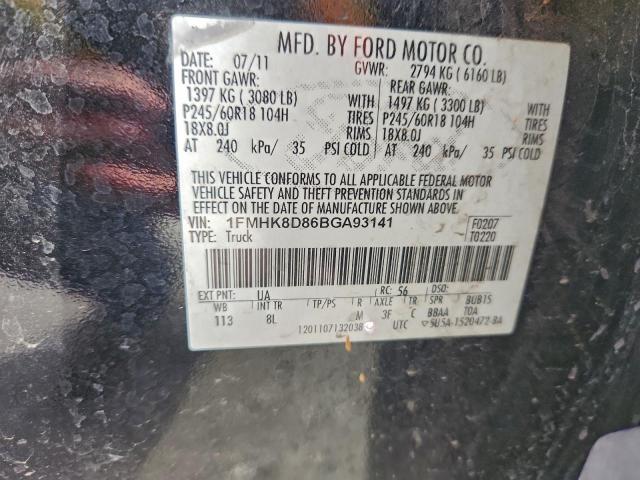 MFD. BY FORD MOTOR CO.
DATE: 07/11 GVWR: 2794 KG (6160 LB)
FRONT GAWR: REAR GAWR:
1397 KG (3080 LB) WITH 1497 KG (3300 LB) WITH
P245/60R18 104H TIRES P245/60R18 104H TIRES
18X8.0J RIMS 18X8.0J RIMS
AT 240 kPa/ 35 PSI COLD AT 240 kPa/ 35 PSI COLD
THIS VEHICLE CONFORMS TO ALL APPLICABLE FEDERAL MOTOR
VEHICLE SAFETY AND THEFT PREVENTION STANDARDS IN
EFFECT ON THE DATE OF MANUFACTURE SHOWN ABOVE.
VIN: 1FMHK8D86BGA93141 F0207
TYPE: Truck T0220
EXT PNT: UA RC: 56 DSO:
WB INT TR TP/PS R AXLE TR SPR BUB1S
113 8L M 3F C BBAA TOA
1201107132038 UTC ▽5U5A-1520472-BA